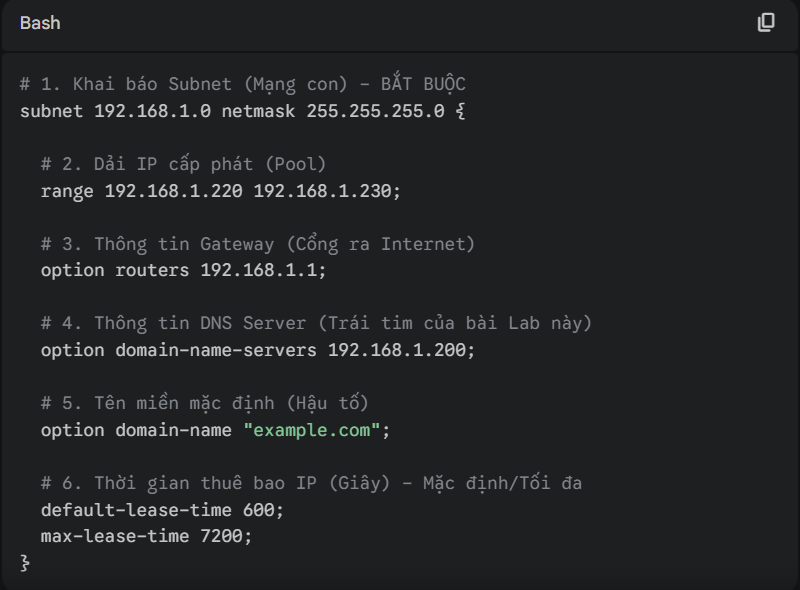 Bash
# 1. Khai báo Subnet (Mạng con) - BẮT BUỘC
subnet 192.168.1.0 netmask 255.255.255.0 {
# 2. Dải IP cấp phát (Pool)
range 192.168.1.220 192.168.1.230;
# 3. Thông tin Gateway (Cổng ra Internet)
option routers 192.168.1.1;
# 4. Thông tin DNS Server (Trái tim của bài Lab này)
option domain-name-servers 192.168.1.200;
# 5. Tên miền mặc định (Hậu tố)
option domain-name "example.com";
# 6. Thời gian thuê bao IP (Giây) - Mặc định/Tối đa
default-lease-time 600;
max-lease-time 7200;
}